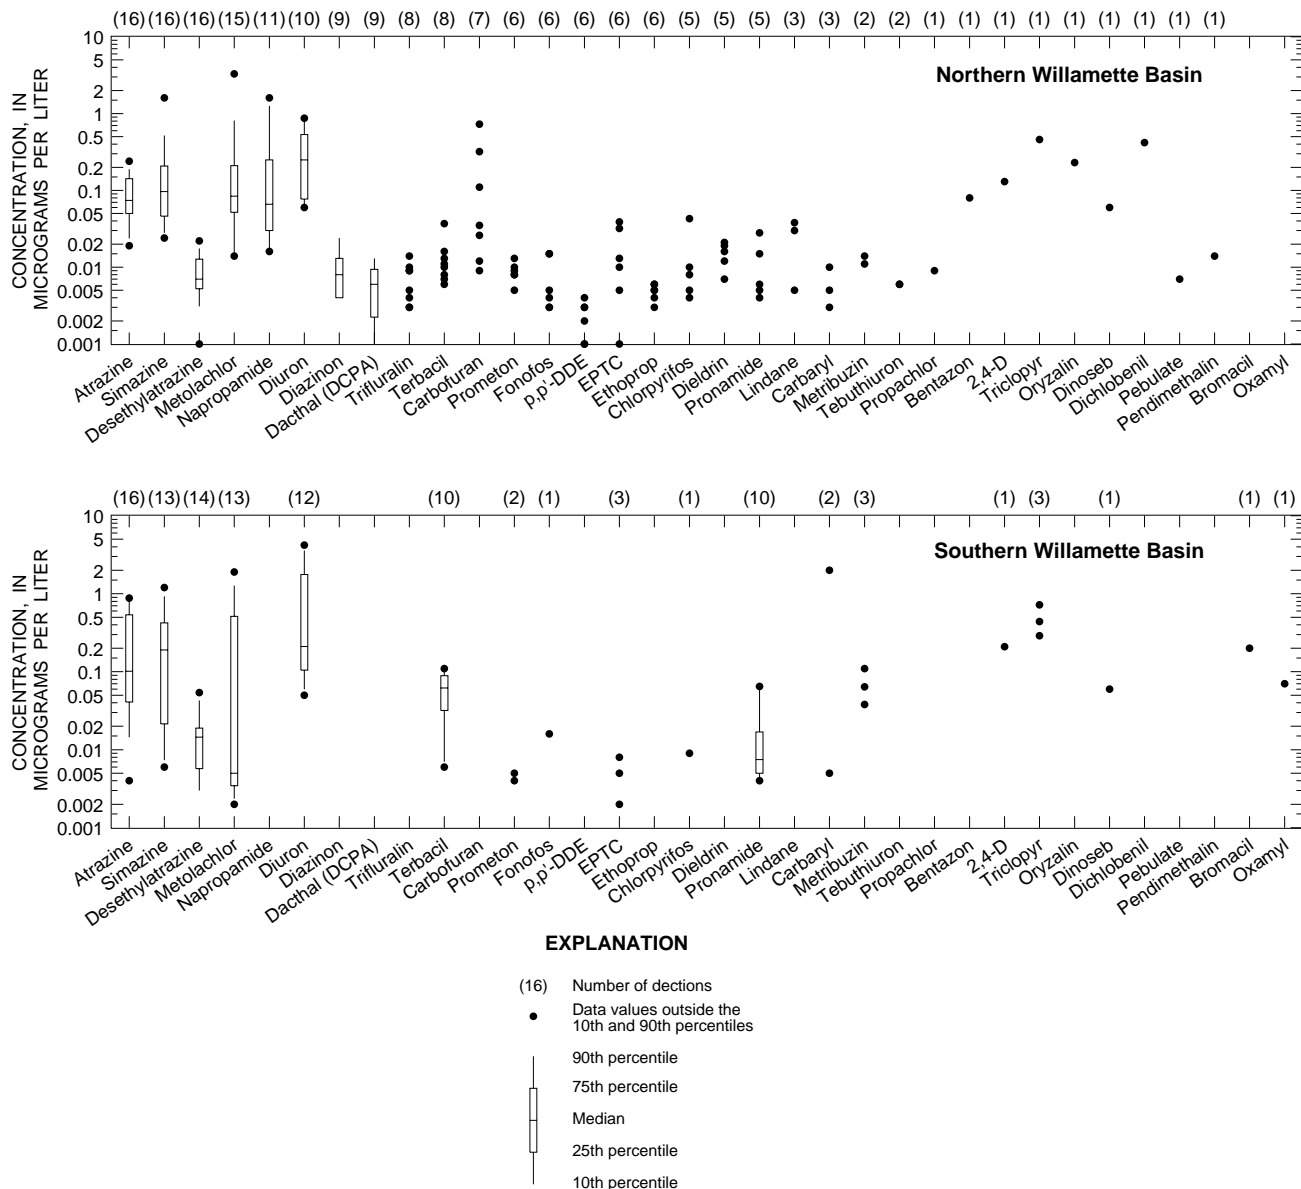 (16) (16) (16) (15) (11) (10) (9) (9) (8) (8) (7) (6) (6) (6) (6) (6) (5) (5) (5) (3) (3) (2) (2) (1) (1) (1) (1) (1) (1) (1) (1) (1)
Northern Willamette Basin
CONCENTRATION, IN
MICROGRAMS PER LITER
10
5
2
1
0.5
0.2
0.1
0.05
0.02
0.01
0.005
0.002
0.001
Atrazine
Simazine
Desethylatrazine
Metolachlor
Napropamide
Diuron
Diazinon
Dacthal (DCPA)
Trifluralin
Terbacil
Carbofuran
Prometon
Fonofos
p,p'-DDE
EPTC
Ethoprop
Chlorpyrifos
Dieldrin
Pronamide
Lindane
Carbaryl
Metribuzin
Tebuthiuron
Propachlor
Bentazon
2,4-D
Triclopyr
Oryzalin
Dinoseb
Dichlobenil
Pebulate
Pendimethalin
Bromacil
Oxamyl
(16) (13) (14) (13) (12) (10) (2) (1) (3) (1) (10) (2) (3) (1) (3) (1) (1) (1)
Southern Willamette Basin
CONCENTRATION, IN
MICROGRAMS PER LITER
10
5
2
1
0.5
0.2
0.1
0.05
0.02
0.01
0.005
0.002
0.001
Atrazine
Simazine
Desethylatrazine
Metolachlor
Napropamide
Diuron
Diazinon
Dacthal (DCPA)
Trifluralin
Terbacil
Carbofuran
Prometon
Fonofos
p,p'-DDE
EPTC
Ethoprop
Chlorpyrifos
Dieldrin
Pronamide
Lindane
Carbaryl
Metribuzin
Tebuthiuron
Propachlor
Bentazon
2,4-D
Triclopyr
Oryzalin
Dinoseb
Dichlobenil
Pebulate
Pendimethalin
Bromacil
Oxamyl
EXPLANATION
(16) Number of dections
Data values outside the
10th and 90th percentiles
90th percentile
75th percentile
Median
25th percentile
10th percentile